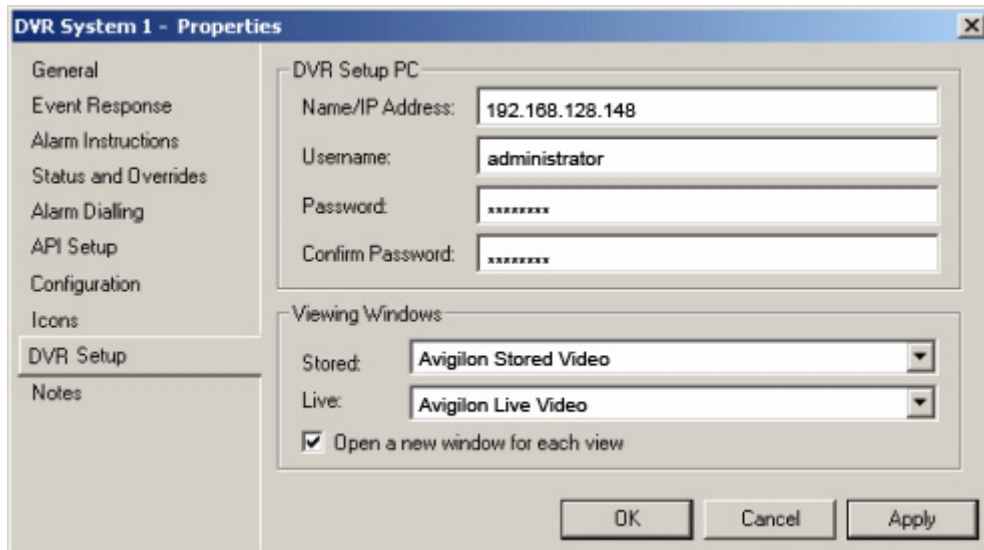 DVR System 1 - Properties
General
Event Response
Alarm Instructions
Status and Overrides
Alarm Dialling
API Setup
Configuration
Icons
DVR Setup
Notes
DVR Setup PC
Name/IP Address: 192.168.128.148
Username: administrator
Password: ********
Confirm Password: ********
Viewing Windows
Stored: Avigilon Stored Video
Live: Avigilon Live Video
Open a new window for each view
OK Cancel Apply